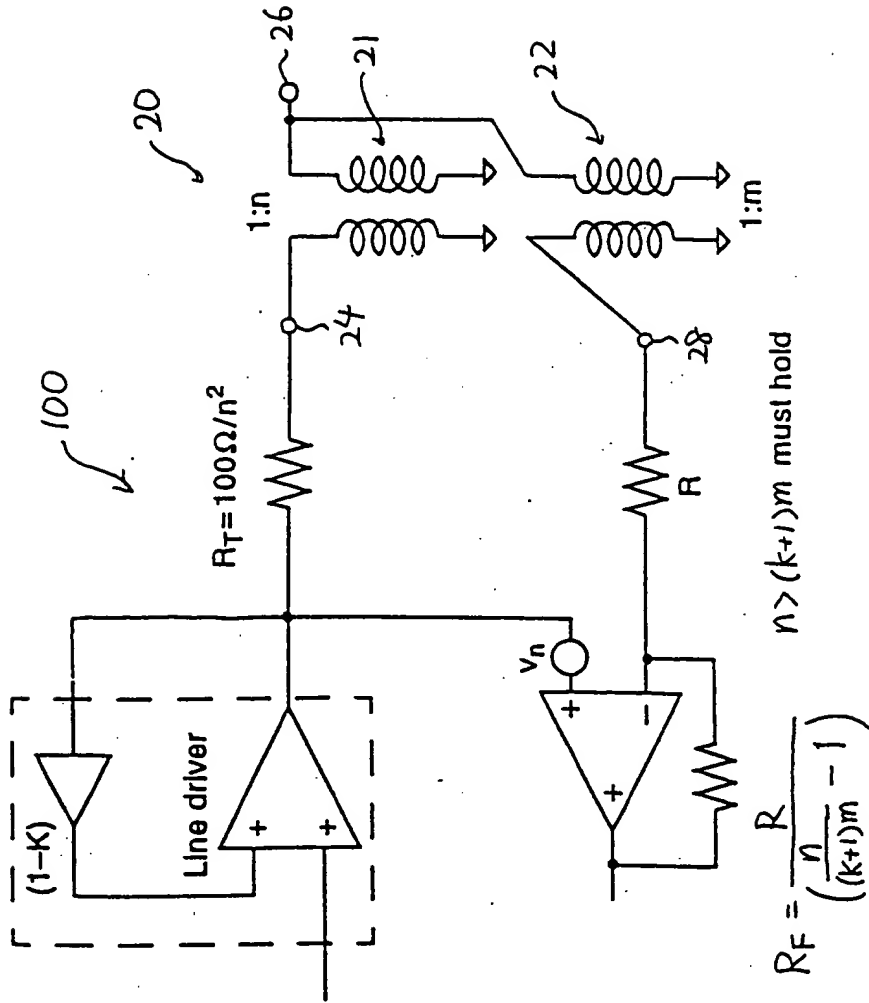 100
20
26
21
22
1:n
1:m
24
28
R_T=100Ω/n²
(1–K)
Line driver
+
+
v_n
+
–
+
R
R_F = R / (n/((k+1)m) – 1)
n > (k+1)m must hold